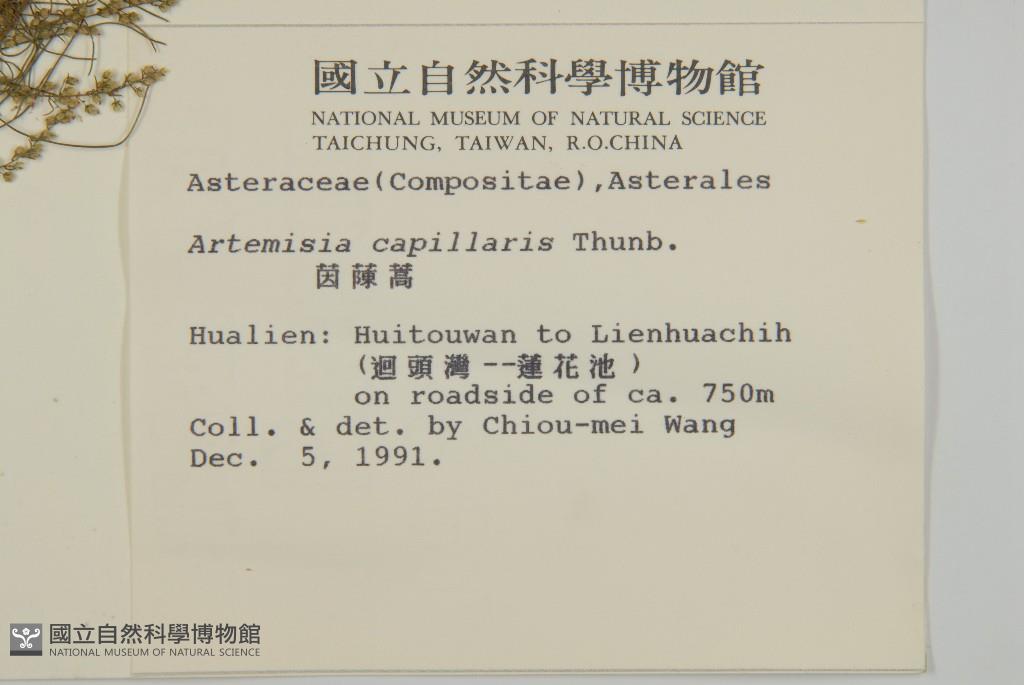 國立自然科學博物館
NATIONAL MUSEUM OF NATURAL SCIENCE
TAICHUNG, TAIWAN, R.O.CHINA
Asteraceae(Compositae),Asterales
Artemisia capillaris Thunb.
茵蔯蒿
Hualien: Huitouwan to Lienhuachih
(迴頭灣--蓮花池)
on roadside of ca. 750m
Coll. & det. by Chiou-mei Wang
Dec. 5, 1991.
國立自然科學博物館
NATIONAL MUSEUM OF NATURAL SCIENCE